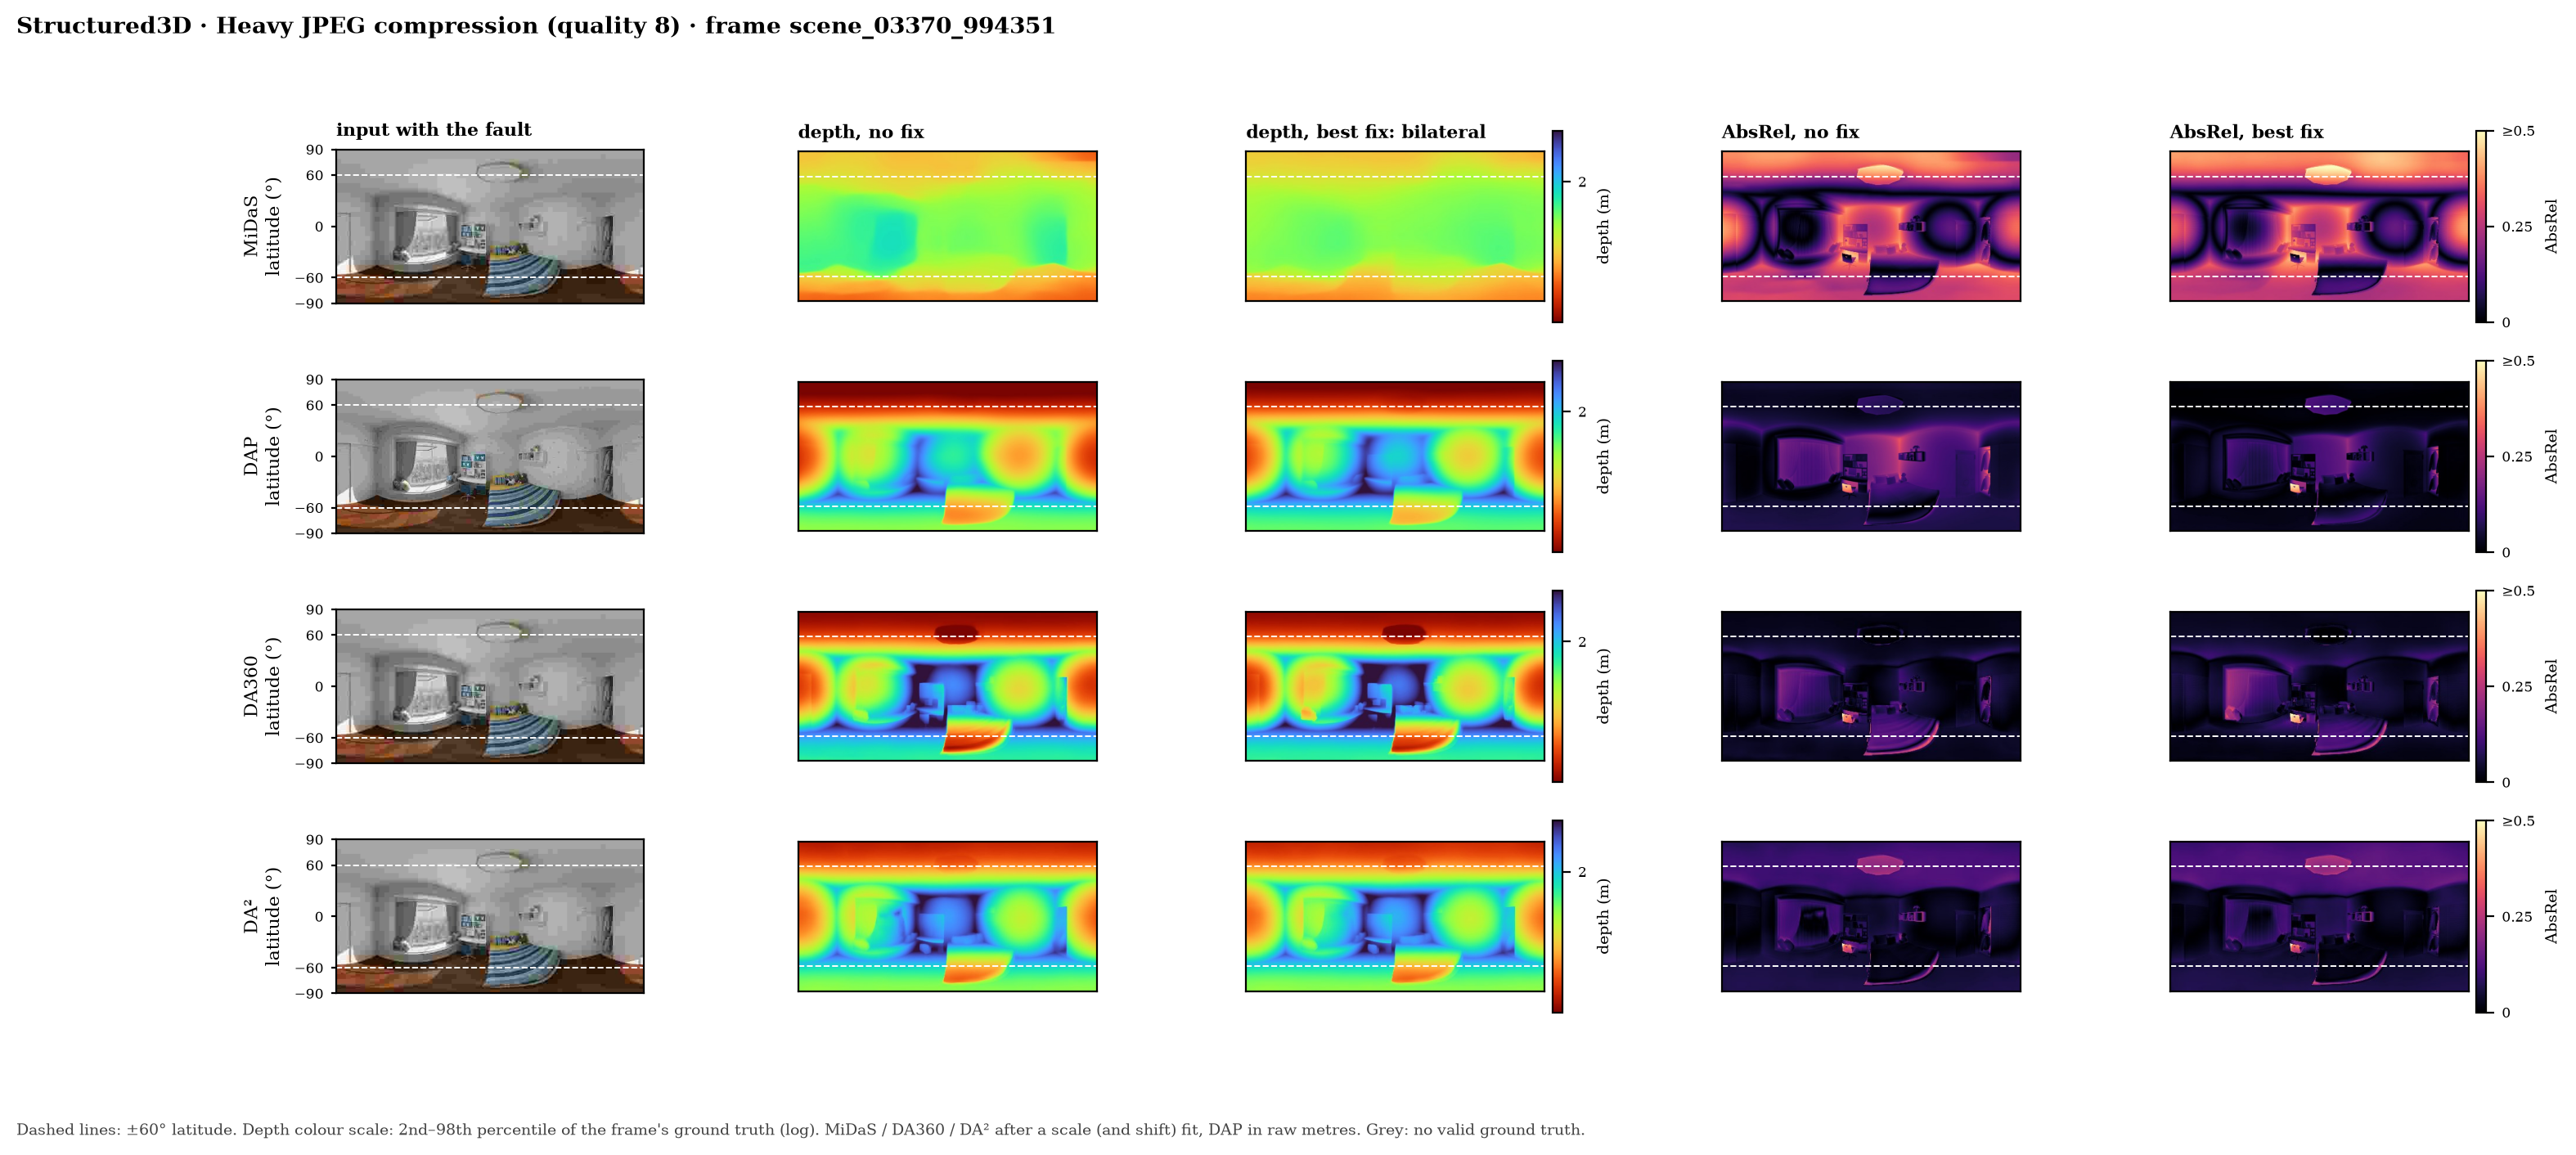 Structured3D · Heavy JPEG compression (quality 8) · frame scene_03370_994351
input with the fault
depth, no fix
depth, best fix: bilateral
AbsRel, no fix
AbsRel, best fix
MiDaS
latitude (°)
90
60
0
−60
−90
2
depth (m)
≥0.5
0.25
0
AbsRel
DAP
latitude (°)
90
60
0
−60
−90
2
depth (m)
≥0.5
0.25
0
AbsRel
DA360
latitude (°)
90
60
0
−60
−90
2
depth (m)
≥0.5
0.25
0
AbsRel
DA²
latitude (°)
90
60
0
−60
−90
2
depth (m)
≥0.5
0.25
0
AbsRel
Dashed lines: ±60° latitude. Depth colour scale: 2nd–98th percentile of the frame's ground truth (log). MiDaS / DA360 / DA² after a scale (and shift) fit, DAP in raw metres. Grey: no valid ground truth.